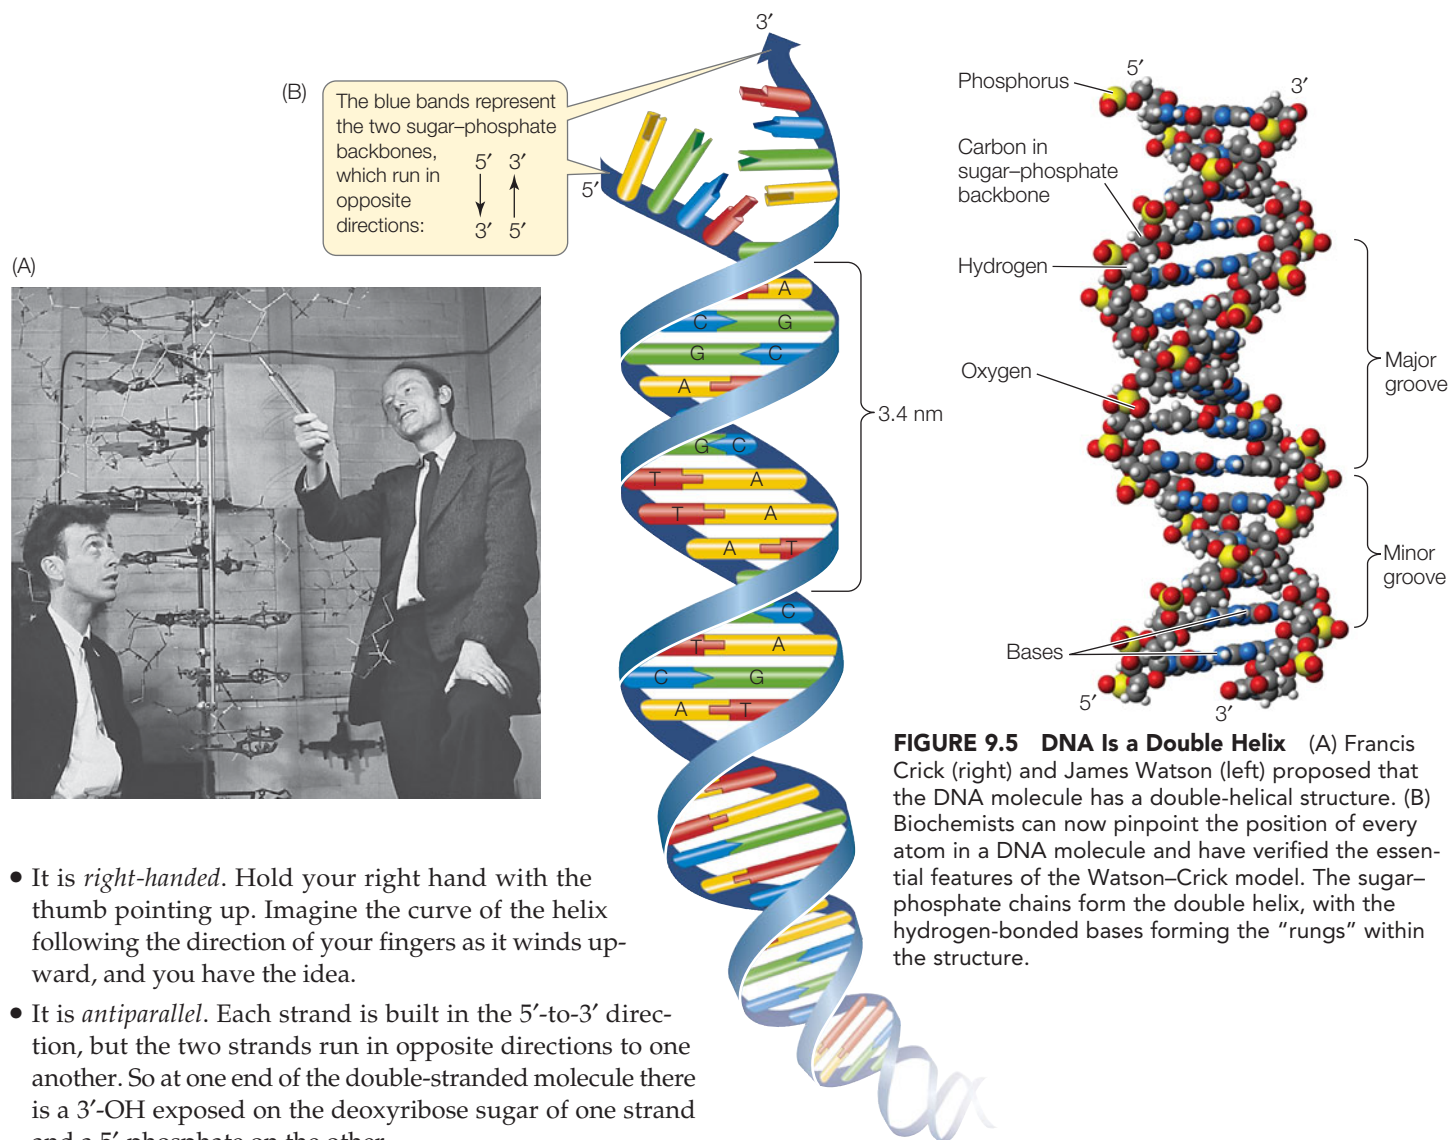 (B)
The blue bands represent
the two sugar–phosphate
backbones,
which run in
opposite
directions:
5′ 3′
3′ 5′
3′
5′
(A)
A
C G
G C
A
G C
T A
T A
A T
C
T A
C G
A T
3.4 nm
Phosphorus
5′
3′
Carbon in
sugar–phosphate
backbone
Hydrogen
Oxygen
Major
groove
Minor
groove
Bases
5′
3′
FIGURE 9.5 DNA Is a Double Helix (A) Francis
Crick (right) and James Watson (left) proposed that
the DNA molecule has a double-helical structure. (B)
Biochemists can now pinpoint the position of every
atom in a DNA molecule and have verified the essen-
tial features of the Watson–Crick model. The sugar–
phosphate chains form the double helix, with the
hydrogen-bonded bases forming the “rungs” within
the structure.
• It is right-handed. Hold your right hand with the
thumb pointing up. Imagine the curve of the helix
following the direction of your fingers as it winds up-
ward, and you have the idea.
• It is antiparallel. Each strand is built in the 5′-to-3′ direc-
tion, but the two strands run in opposite directions to one
another. So at one end of the double-stranded molecule there
is a 3′-OH exposed on the deoxyribose sugar of one strand
and a 5′ phosphate on the other.